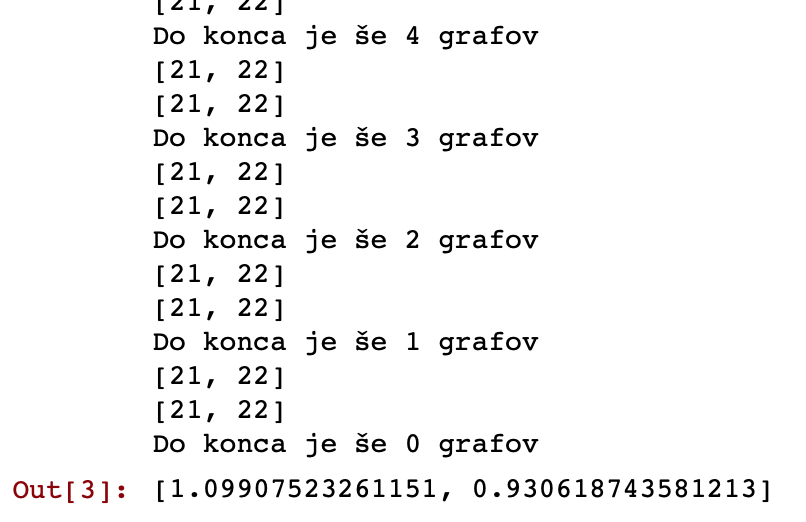 [21, 22]
Do konca je še 4 grafov
[21, 22]
[21, 22]
Do konca je še 3 grafov
[21, 22]
[21, 22]
Do konca je še 2 grafov
[21, 22]
[21, 22]
Do konca je še 1 grafov
[21, 22]
[21, 22]
Do konca je še 0 grafov
Out[3]: [1.09907523261151, 0.930618743581213]